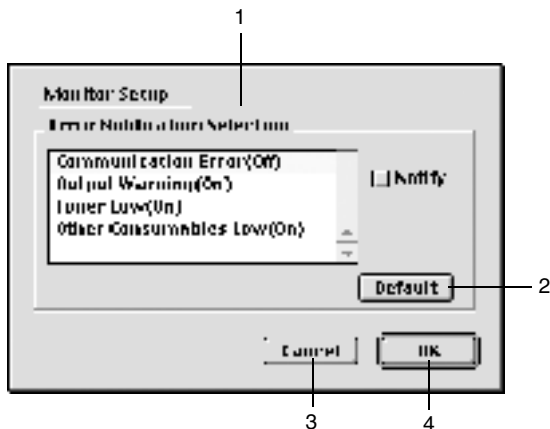 1
Monitor Setup
Error Notification Selection
Communication Error(Off)
Output Warning(On)
Notify
Toner Low(On)
Other Consumables Low(On)
Default
2
Cancel
OK
3
4